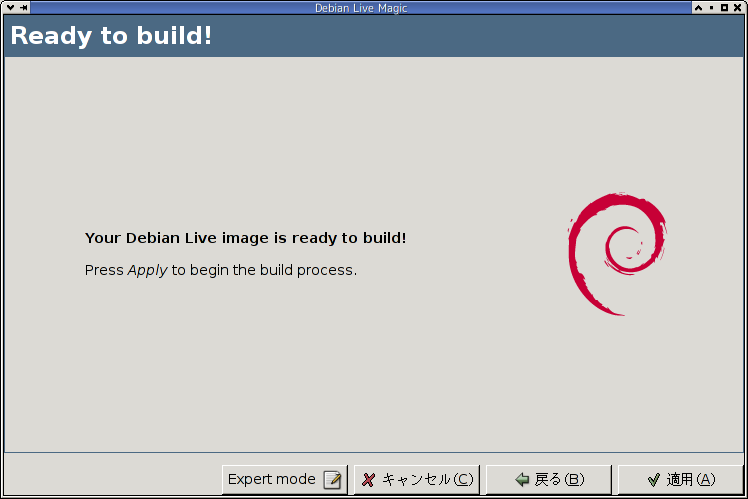 Debian Live Magic
Ready to build!
Your Debian Live image is ready to build!
Press Apply to begin the build process.
Expert mode キャンセル(C) 戻る(B) 適用(A)